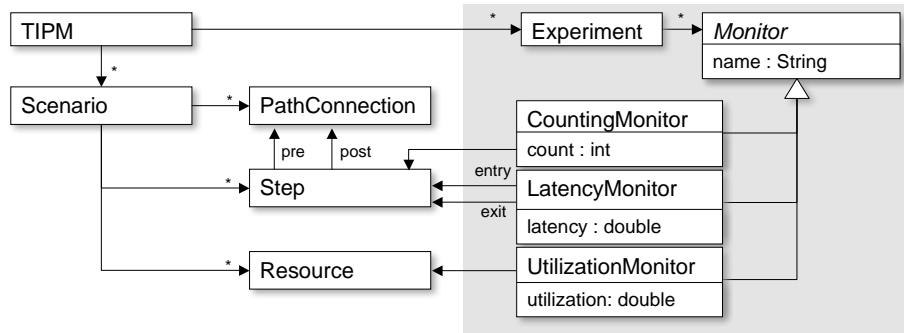 TIPM
*
Experiment
*
Monitor
name : String
*
Scenario
*
PathConnection
CountingMonitor
count : int
pre
post
entry
*
Step
LatencyMonitor
latency : double
exit
*
Resource
UtilizationMonitor
utilization: double